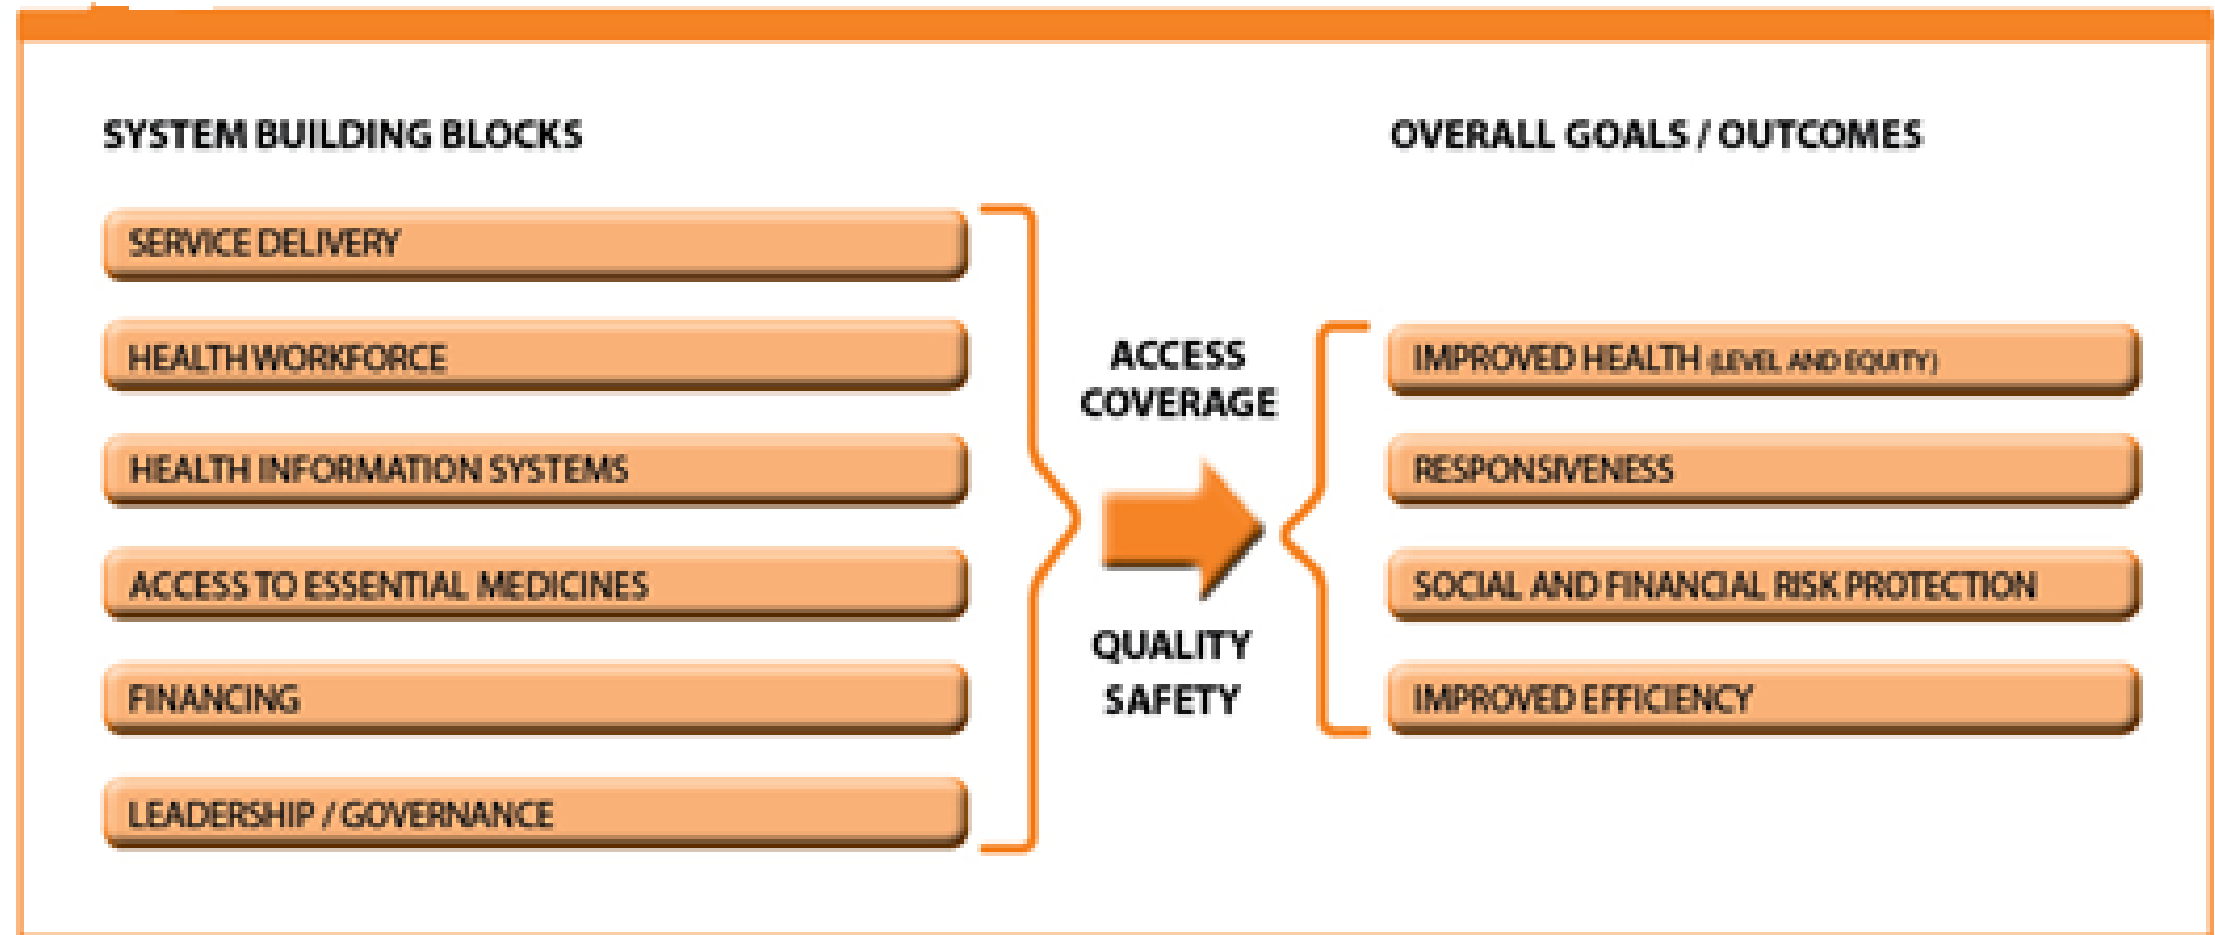 SYSTEM BUILDING BLOCKS
SERVICE DELIVERY
HEALTH WORKFORCE
HEALTH INFORMATION SYSTEMS
ACCESS TO ESSENTIAL MEDICINES
FINANCING
LEADERSHIP / GOVERNANCE
ACCESS
COVERAGE
QUALITY
SAFETY
OVERALL GOALS / OUTCOMES
IMPROVED HEALTH (LEVEL AND EQUITY)
RESPONSIVENESS
SOCIAL AND FINANCIAL RISK PROTECTION
IMPROVED EFFICIENCY